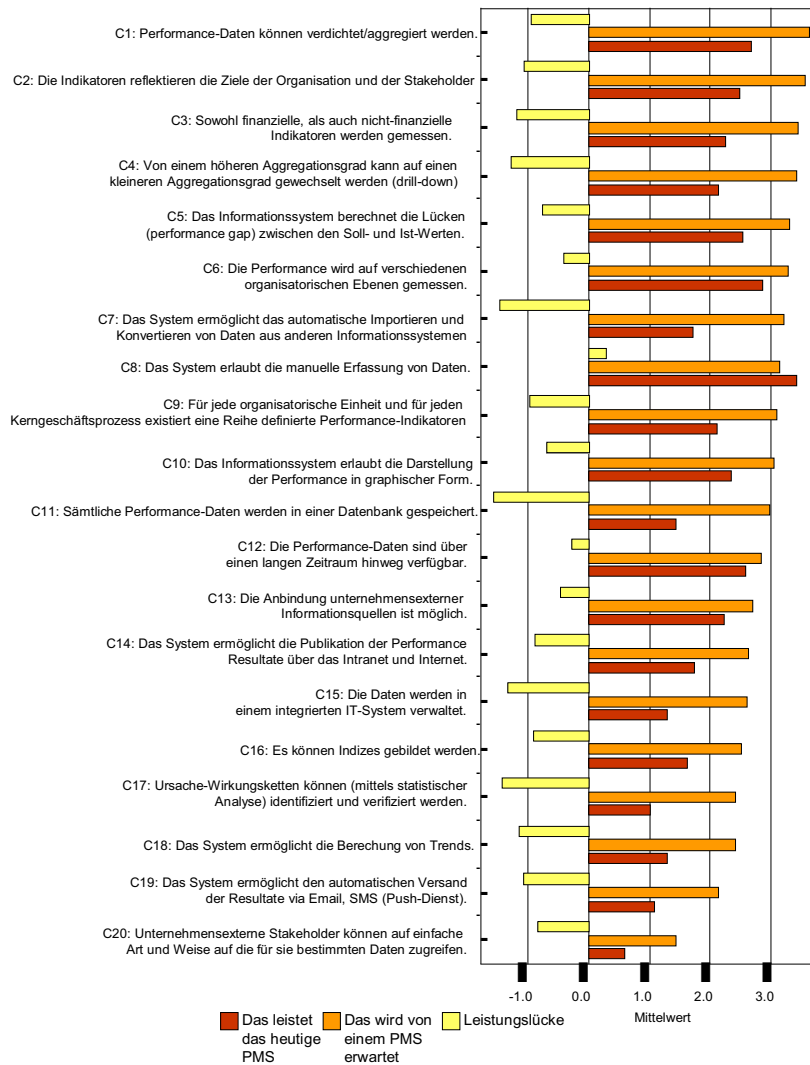 C1: Performance-Daten können verdichtet/aggregiert werden.
C2: Die Indikatoren reflektieren die Ziele der Organisation und der Stakeholder
C3: Sowohl finanzielle, als auch nicht-finanzielle
Indikatoren werden gemessen.
C4: Von einem höheren Aggregationsgrad kann auf einen
kleineren Aggregationsgrad gewechselt werden (drill-down)
C5: Das Informationssystem berechnet die Lücken
(performance gap) zwischen den Soll- und Ist-Werten.
C6: Die Performance wird auf verschiedenen
organisatorischen Ebenen gemessen.
C7: Das System ermöglicht das automatische Importieren und
Konvertieren von Daten aus anderen Informationssystemen
C8: Das System erlaubt die manuelle Erfassung von Daten.
C9: Für jede organisatorische Einheit und für jeden
Kerngeschäftsprozess existiert eine Reihe definierte Performance-Indikatoren
C10: Das Informationssystem erlaubt die Darstellung
der Performance in graphischer Form.
C11: Sämtliche Performance-Daten werden in einer Datenbank gespeichert.
C12: Die Performance-Daten sind über
einen langen Zeitraum hinweg verfügbar.
C13: Die Anbindung unternehmensexterner
Informationsquellen ist möglich.
C14: Das System ermöglicht die Publikation der Performance
Resultate über das Intranet und Internet.
C15: Die Daten werden in
einem integrierten IT-System verwaltet.
C16: Es können Indizes gebildet werden.
C17: Ursache-Wirkungsketten können (mittels statistischer
Analyse) identifiziert und verifiziert werden.
C18: Das System ermöglicht die Berechung von Trends.
C19: Das System ermöglicht den automatischen Versand
der Resultate via Email, SMS (Push-Dienst).
C20: Unternehmensexterne Stakeholder können auf einfache
Art und Weise auf die für sie bestimmten Daten zugreifen.
-1.0 0.0 1.0 2.0 3.0
Mittelwert
Das leistet
das heutige
PMS
Das wird von
einem PMS
erwartet
Leistungslücke